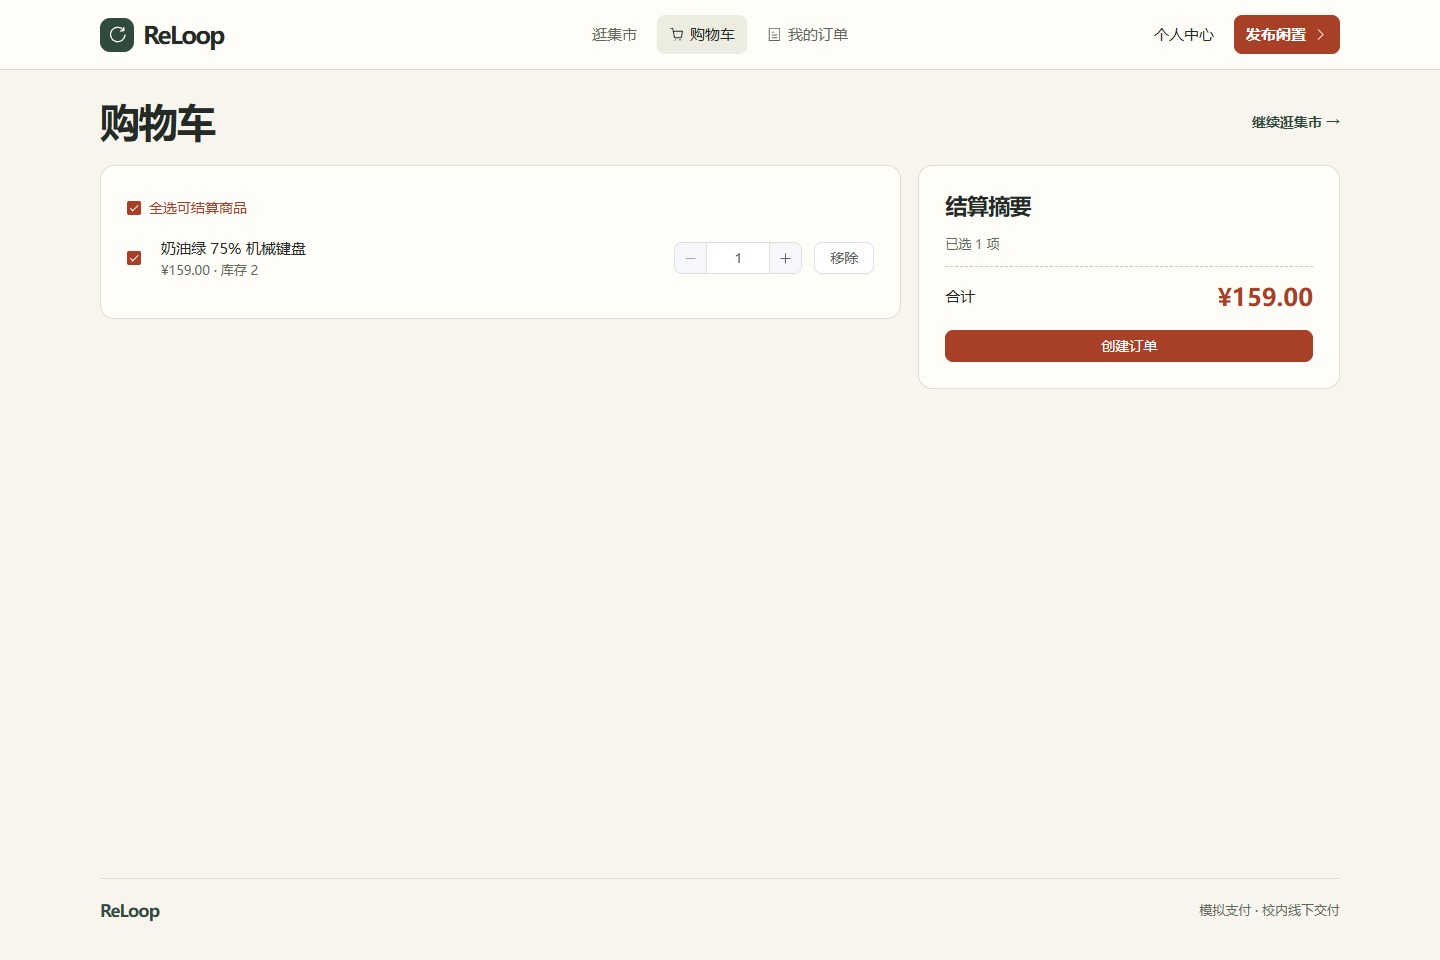 ReLoop
逛集市
购物车
我的订单
个人中心
发布闲置
购物车
继续逛集市 →
全选可结算商品
奶油绿 75% 机械键盘
¥159.00 · 库存 2
1
移除
结算摘要
已选 1 项
合计
¥159.00
创建订单
ReLoop
模拟支付 · 校内线下交付